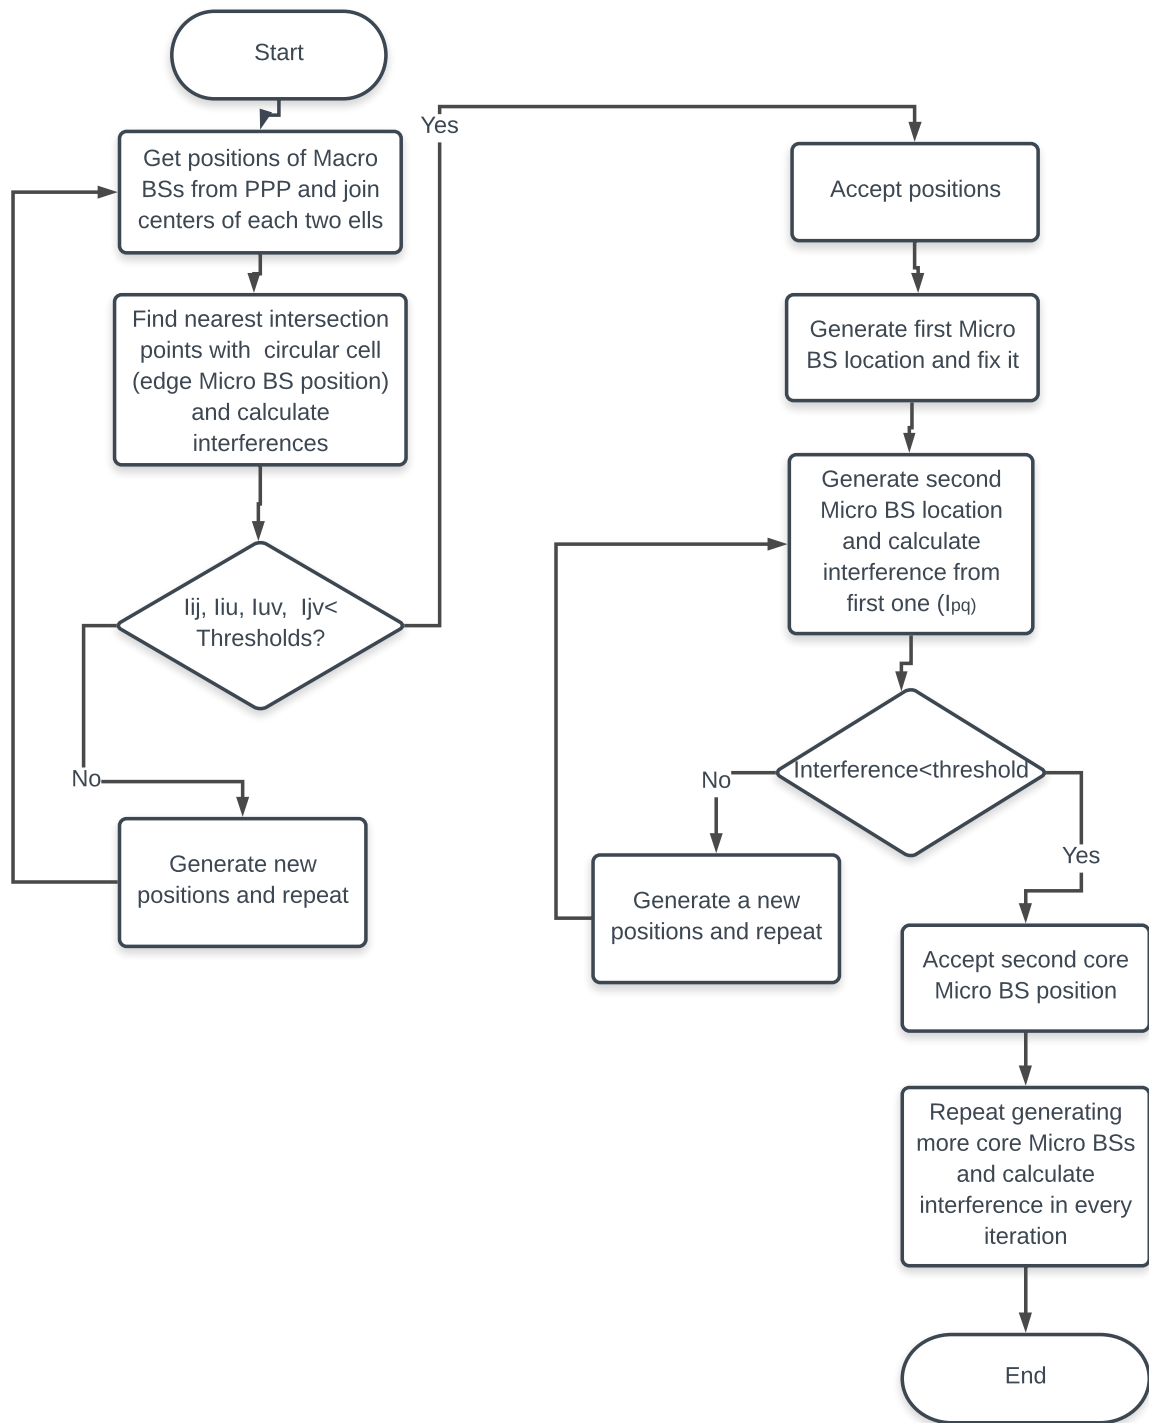 Start
Get positions of Macro
BSs from PPP and join
centers of each two ells
Find nearest intersection
points with  circular cell
(edge Micro BS position)
and calculate
interferences
Iij, Iiu, Iuv,  Ijv<
Thresholds?
No
Generate new
positions and repeat
Yes
Accept positions
Generate first Micro
BS location and fix it
Generate second
Micro BS location
and calculate
interference from
first one (Ipq)
Interference<threshold
No
Generate a new
positions and repeat
Yes
Accept second core
Micro BS position
Repeat generating
more core Micro BSs
and calculate
interference in every
iteration
End